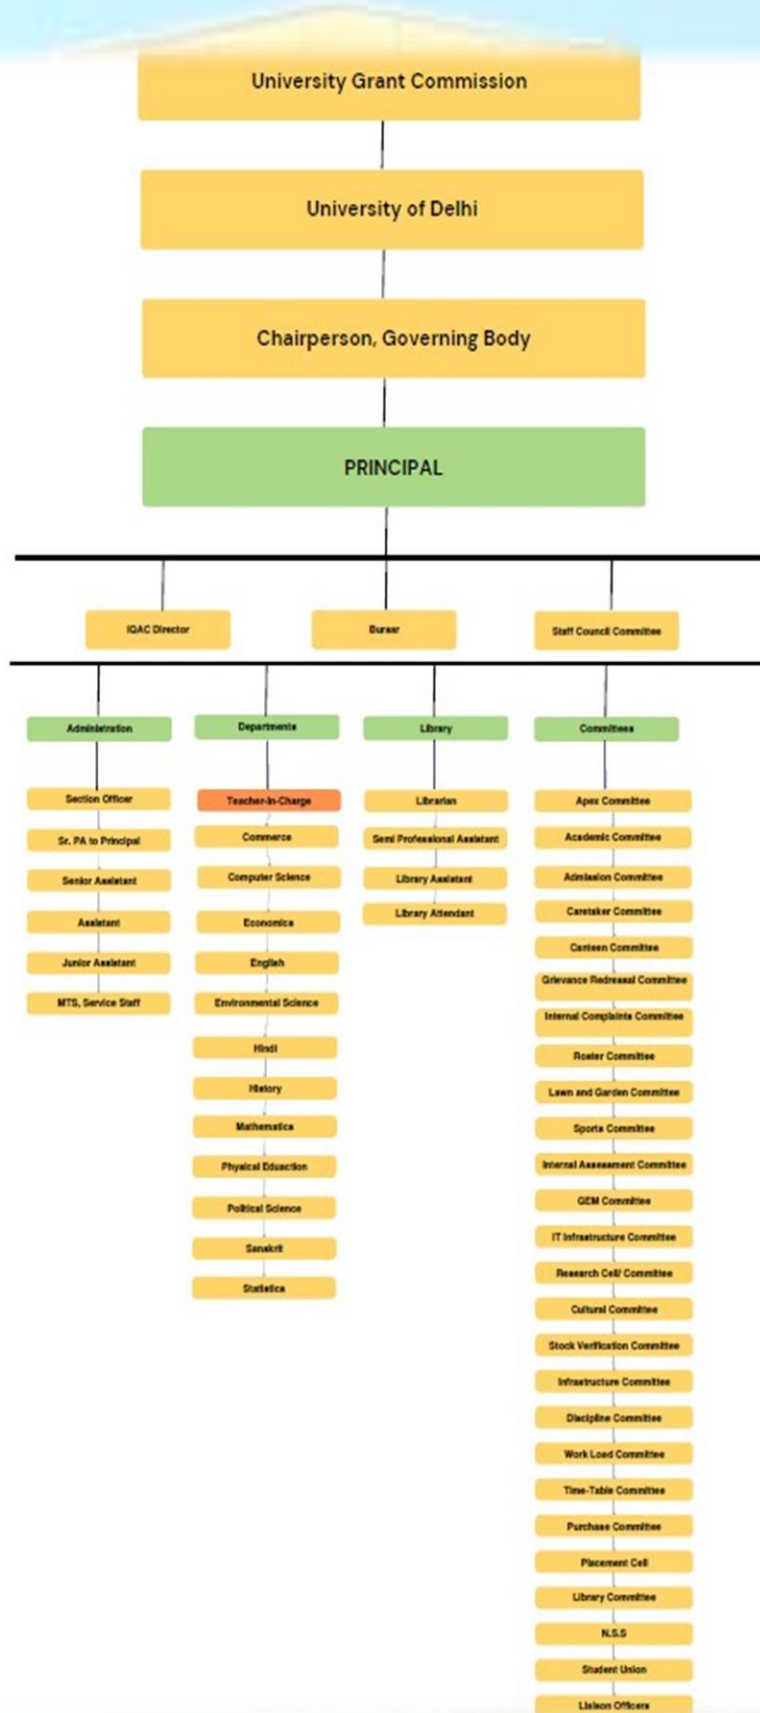 University Grant Commission
University of Delhi
Chairperson, Governing Body
PRINCIPAL
IQAC Director
Bursar
Staff Council Committee
Administration
Departments
Library
Committees
Section Officer
Sr. PA to Principal
Senior Assistant
Assistant
Junior Assistant
MTS, Service Staff
Teacher-In-Charge
Commerce
Computer Science
Economics
English
Environmental Science
Hindi
History
Mathematics
Physical Eduaction
Political Science
Sanskrit
Statistics
Librarian
Semi Professional Assistant
Library Assistant
Library Attendant
Apex Committee
Academic Committee
Admission Committee
Caretaker Committee
Canteen Committee
Grievance Redressal Committee
Internal Complaints Committee
Roster Committee
Lawn and Garden Committee
Sports Committee
Internal Assessment Committee
GEM Committee
IT Infrastructure Committee
Research Cell/ Committee
Cultural Committee
Stock Verification Committee
Infrastructure Committee
Discipline Committee
Work Load Committee
Time-Table Committee
Purchase Committee
Placement Cell
Library Committee
N.S.S
Student Union
Liaison Officers